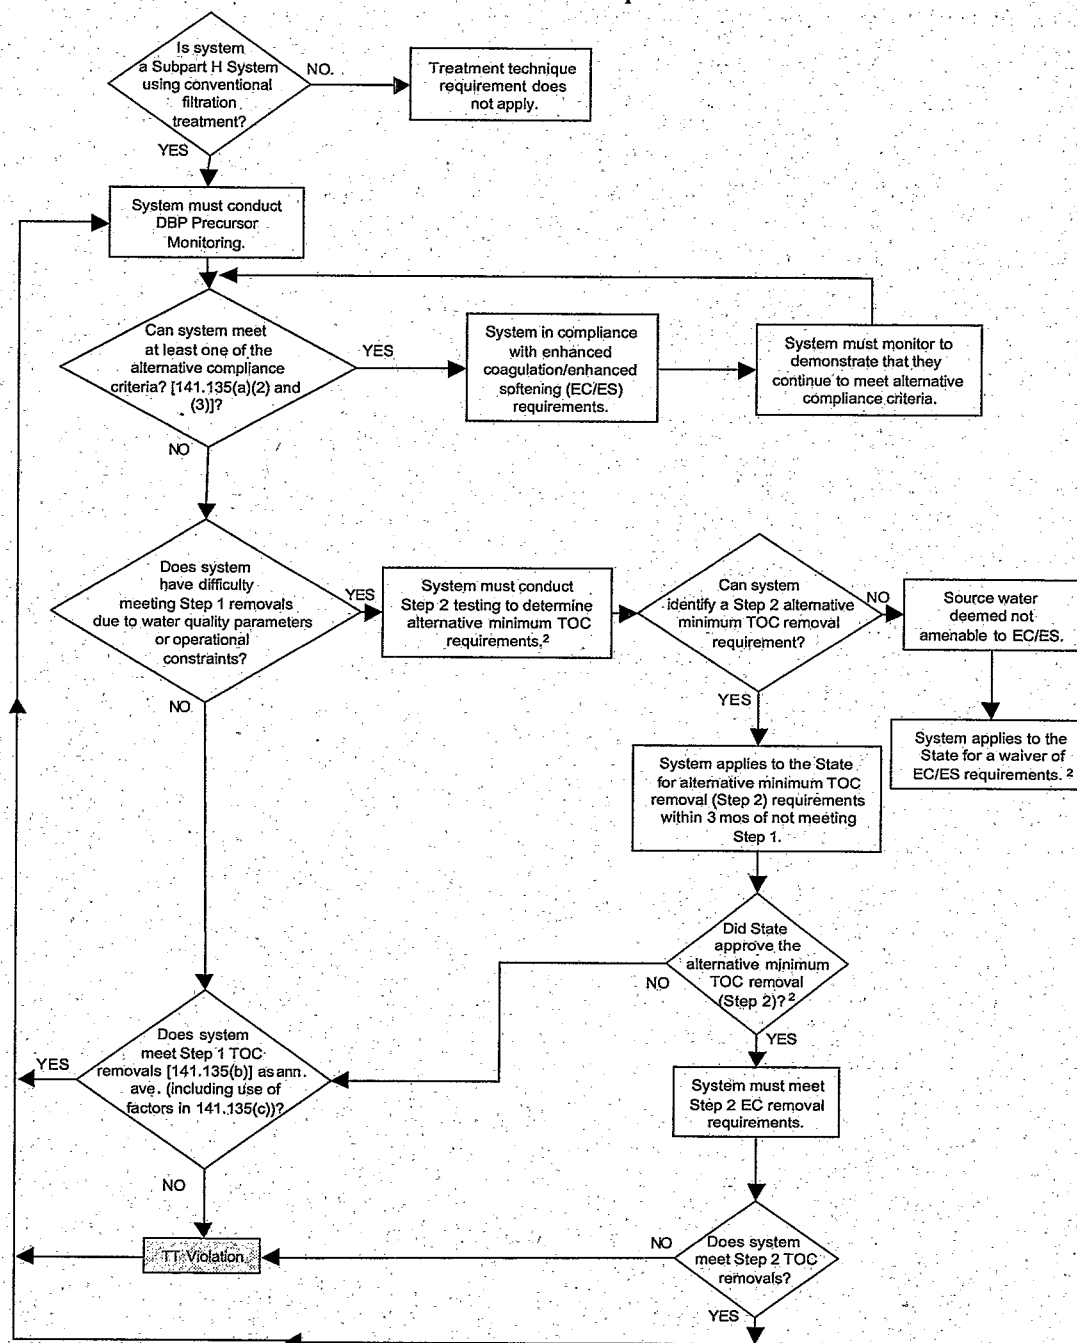 Is system
a Subpart H System
using conventional
filtration
treatment?
NO.
Treatment technique
requirement does
not apply.
YES
System must conduct
DBP Precursor
Monitoring.
Can system meet
at least one of the
alternative compliance
criteria? [141.135(a)(2) and
(3)]?
YES
System in compliance
with enhanced
coagulation/enhanced
softening (EC/ES)
requirements.
System must monitor to
demonstrate that they
continue to meet alternative
compliance criteria.
NO
Does system
have difficulty
meeting Step 1 removals
due to water quality parameters
or operational
constraints?
YES
System must conduct
Step 2 testing to determine
alternative minimum TOC
requirements.2
Can system
identify a Step 2 alternative
minimum TOC removal
requirement?
NO
Source water
deemed not
amenable to EC/ES.
NO
YES
System applies to the
State for a waiver of
EC/ES requirements. 2
System applies to the State
for alternative minimum TOC
removal (Step 2) requirements
within 3 mos of not meeting
Step 1.
Did State
approve the
alternative minimum
TOC removal
(Step 2)? 2
NO
YES
Does system
meet Step 1 TOC
removals [141.135(b)] as ann.
ave. (including use of
factors in 141.135(c))?
YES
System must meet
Step 2 EC removal
requirements.
NO
TT Violation
NO
Does system
meet Step 2 TOC
removals?
YES